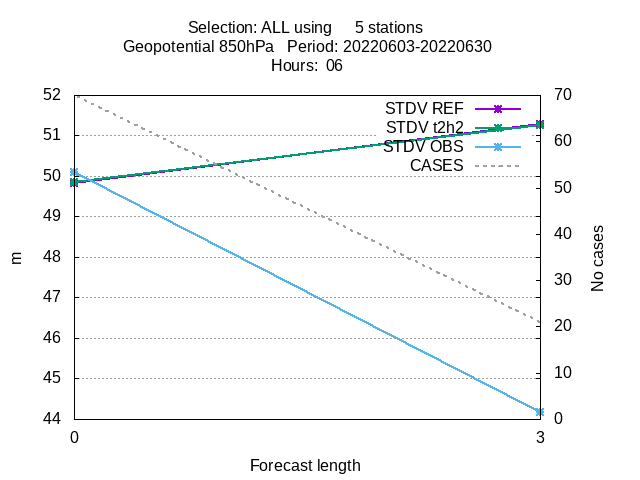 Selection: ALL using 5 stations
Geopotential 850hPa Period: 20220603-20220630
Hours: 06
52
51
50
49
48
47
46
45
44
m
STDV REF
STDV t2h2
STDV OBS
CASES
70
60
50
40
30
20
10
0
No cases
0 3
Forecast length